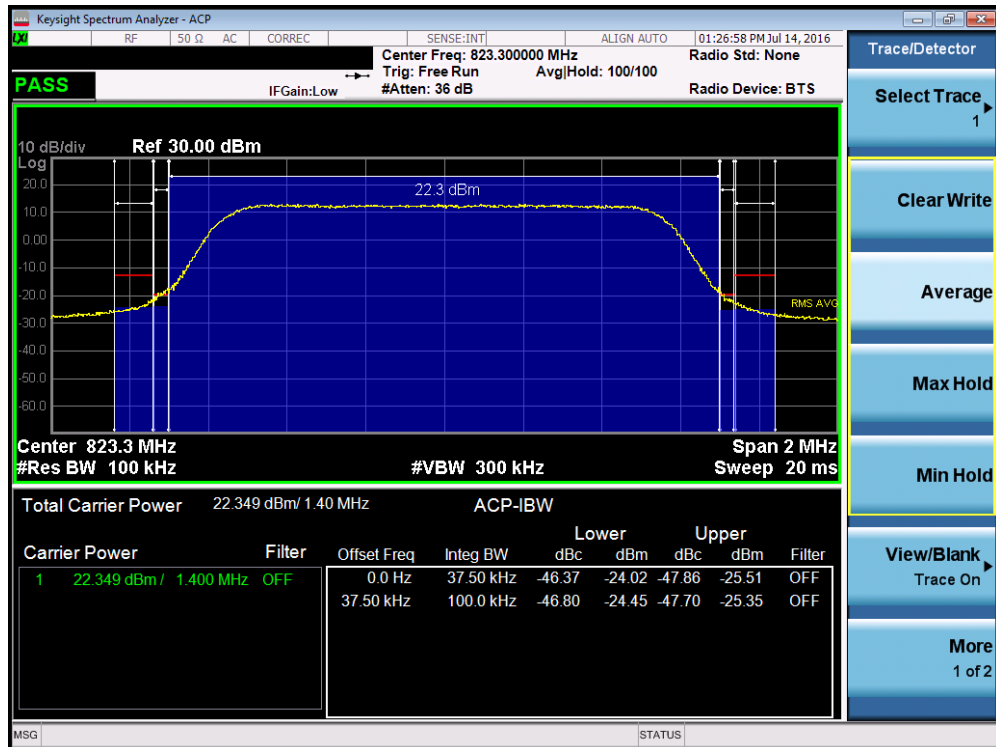 Keysight Spectrum Analyzer - ACP
LXI RF 50 Ω AC CORREC SENSE:INT ALIGN AUTO 01:26:58 PM Jul 14, 2016
Center Freq: 823.300000 MHz Radio Std: None
PASS Trig: Free Run Avg|Hold: 100/100
IFGain:Low #Atten: 36 dB Radio Device: BTS
10 dB/div Ref 30.00 dBm
Log
20.0
22.3 dBm
10.0
0.00
-10.0
-20.0
RMS AVG
-30.0
-40.0
-50.0
-60.0
Center 823.3 MHz Span 2 MHz
#Res BW 100 kHz #VBW 300 kHz Sweep 20 ms
Total Carrier Power 22.349 dBm/ 1.40 MHz ACP-IBW
Lower Upper
Carrier Power Filter Offset Freq Integ BW dBc dBm dBc dBm Filter
1 22.349 dBm / 1.400 MHz OFF 0.0 Hz 37.50 kHz -46.37 -24.02 -47.86 -25.51 OFF
37.50 kHz 100.0 kHz -46.80 -24.45 -47.70 -25.35 OFF
MSG STATUS
Trace/Detector
Select Trace
1
Clear Write
Average
Max Hold
Min Hold
View/Blank
Trace On
More
1 of 2